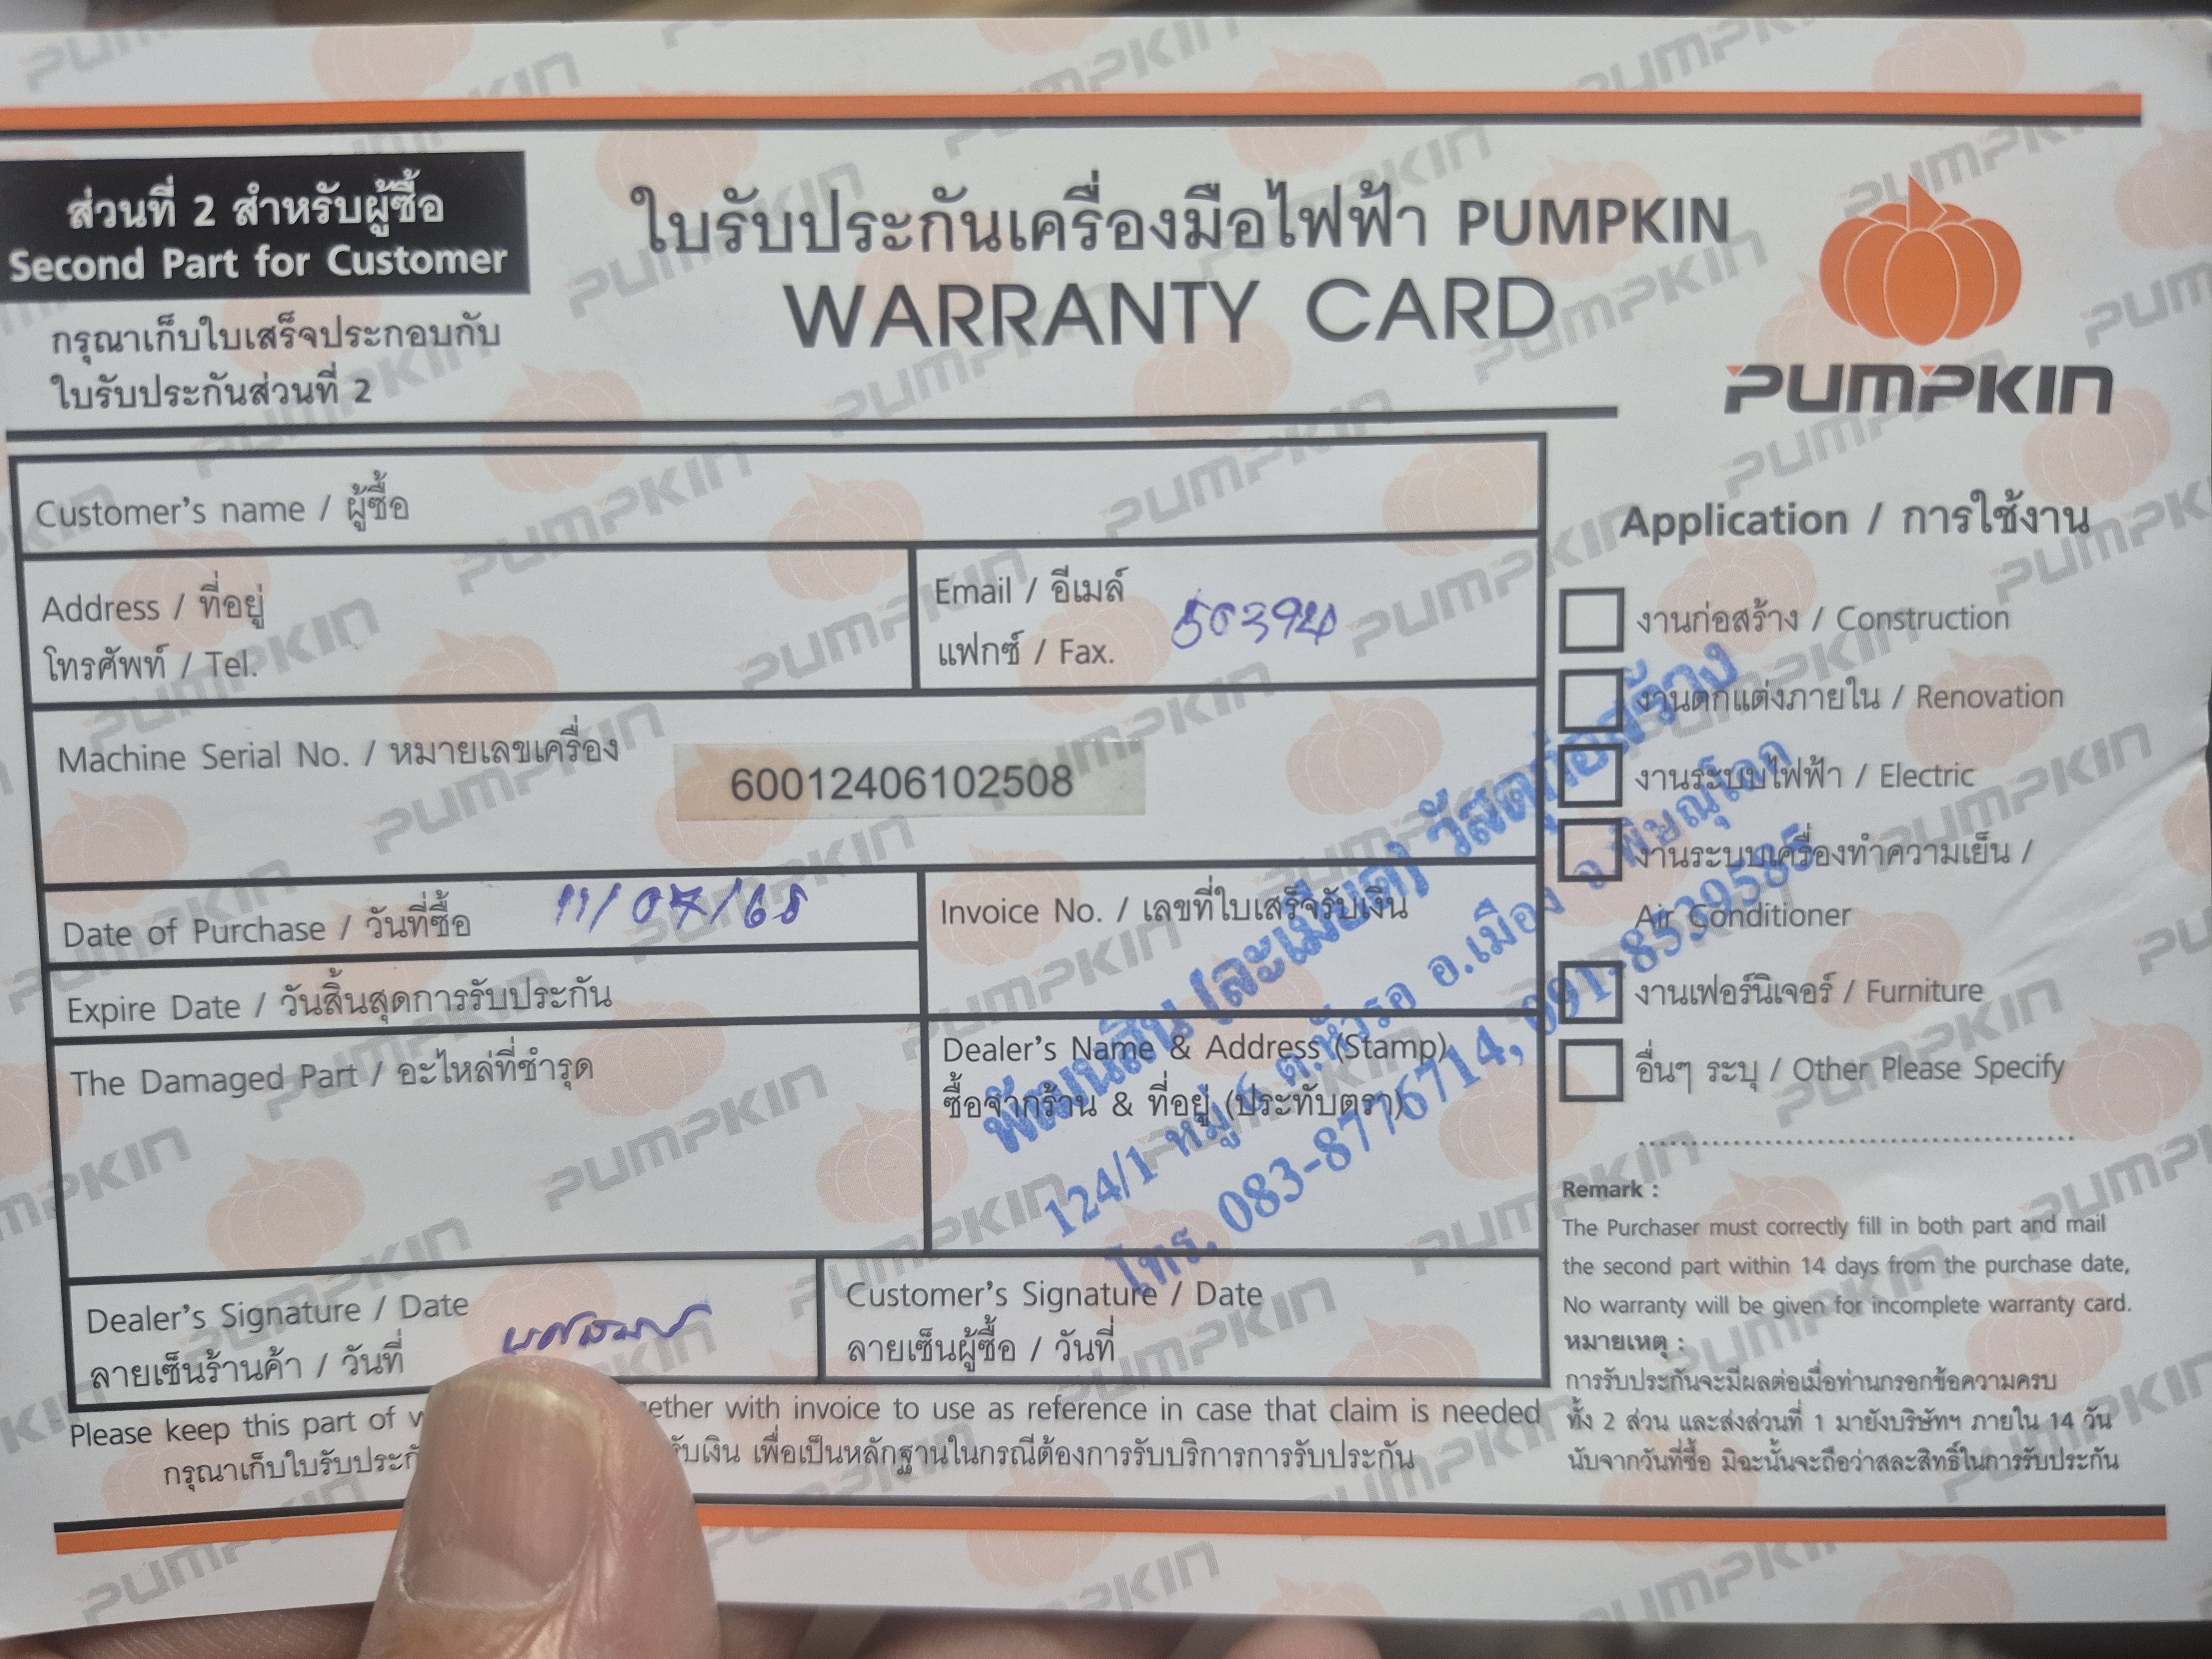 ส่วนที่ 2 สำหรับผู้ซื้อ
Second Part for Customer
กรุณาเก็บใบเสร็จประกอบกับ
ใบรับประกันส่วนที่ 2
ใบรับประกันเครื่องมือไฟฟ้า PUMPKIN
WARRANTY CARD
PUMPKIN
Customer's name / ผู้ซื้อ
Address / ที่อยู่
โทรศัพท์ / Tel.
Email / อีเมล์
แฟกซ์ / Fax.
50394
Machine Serial No. / หมายเลขเครื่อง
60012406102508
Date of Purchase / วันที่ซื้อ 11/07/68
Invoice No. / เลขที่ใบเสร็จรับเงิน
Expire Date / วันสิ้นสุดการรับประกัน
The Damaged Part / อะไหล่ที่ชำรุด
Dealer's Name & Address (Stamp)
ซื้อจากร้าน & ที่อยู่ (ประทับตรา)
พัฒนสิน (ละเมียด) วัสดุก่อสร้าง
124/1 หมู่ 6 ต.หัวรอ อ.เมือง จ.พิษณุโลก
โทร. 083-8776714, 091-8539585
Dealer's Signature / Date
ลายเซ็นร้านค้า / วันที่
Customer's Signature / Date
ลายเซ็นผู้ซื้อ / วันที่
Please keep this part of ether with invoice to use as reference in case that claim is needed
กรุณาเก็บใบรับประกั รับเงิน เพื่อเป็นหลักฐานในกรณีต้องการรับบริการการรับประกัน
Application / การใช้งาน
งานก่อสร้าง / Construction
งานตกแต่งภายใน / Renovation
งานระบบไฟฟ้า / Electric
งานระบบเครื่องทำความเย็น /
Air Conditioner
งานเฟอร์นิเจอร์ / Furniture
อื่นๆ ระบุ / Other Please Specify
Remark :
The Purchaser must correctly fill in both part and mail
the second part within 14 days from the purchase date,
No warranty will be given for incomplete warranty card.
หมายเหตุ :
การรับประกันจะมีผลต่อเมื่อท่านกรอกข้อความครบ
ทั้ง 2 ส่วน และส่งส่วนที่ 1 มายังบริษัทฯ ภายใน 14 วัน
นับจากวันที่ซื้อ มิฉะนั้นจะถือว่าสละสิทธิ์ในการรับประกัน